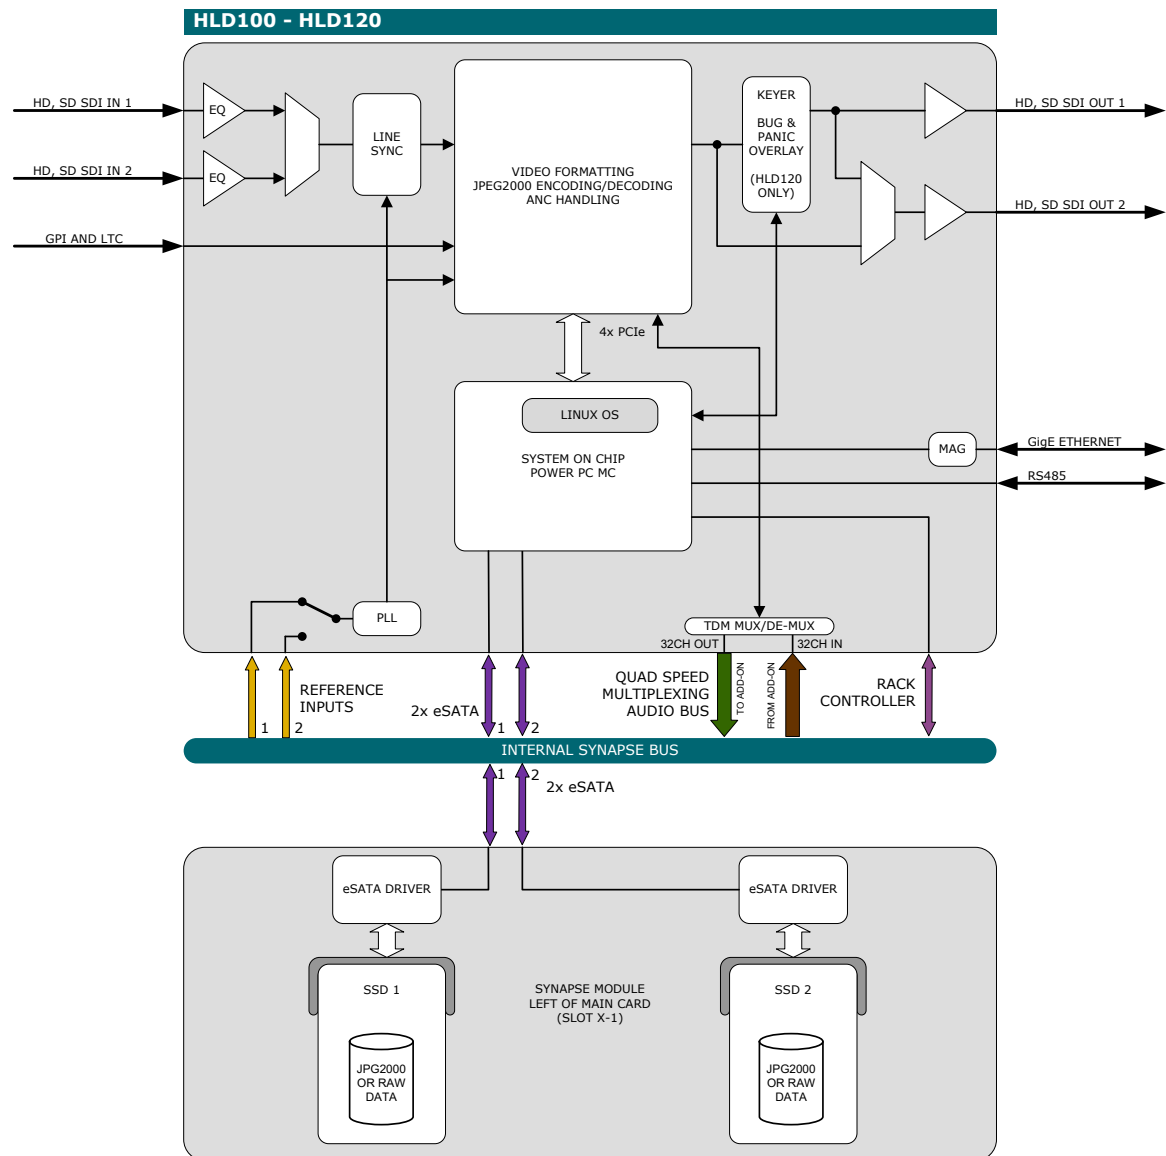 HLD100 - HLD120
HD, SD SDI IN 1
EQ
HD, SD SDI IN 2
EQ
GPI AND LTC
LINE
SYNC
VIDEO FORMATTING
JPEG2000 ENCODING/DECODING
ANC HANDLING
KEYER
BUG &
PANIC
OVERLAY
(HLD120
ONLY)
HD, SD SDI OUT 1
HD, SD SDI OUT 2
4x PCIe
LINUX OS
SYSTEM ON CHIP
POWER PC MC
MAG
GigE ETHERNET
RS485
PLL
TDM MUX/DE-MUX
32CH OUT
32CH IN
REFERENCE
INPUTS
1
2
2x eSATA
1
2
QUAD SPEED
MULTIPLEXING
AUDIO BUS
TO ADD-ON
FROM ADD-ON
RACK
CONTROLLER
INTERNAL SYNAPSE BUS
1
2
2x eSATA
eSATA DRIVER
eSATA DRIVER
SSD 1
JPG2000
OR RAW
DATA
SYNAPSE MODULE
LEFT OF MAIN CARD
(SLOT X-1)
SSD 2
JPG2000
OR RAW
DATA